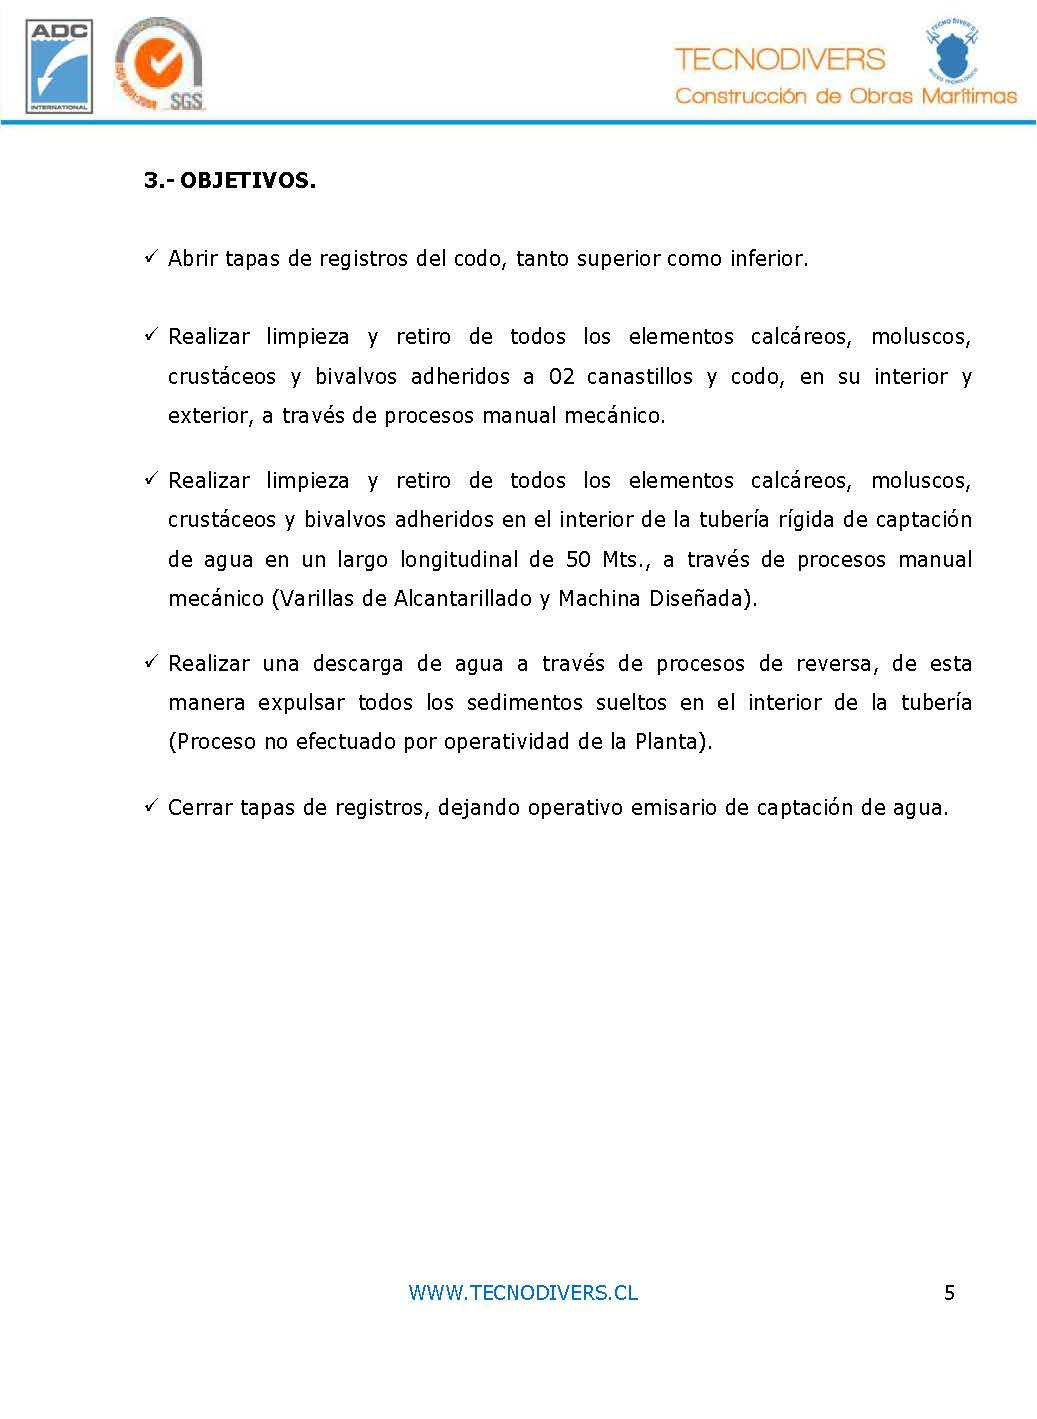 ADC
INTERNATIONAL
SGS
TECNODIVERS
Construcción de Obras Marítimas
3.- OBJETIVOS.
✓ Abrir tapas de registros del codo, tanto superior como inferior.
✓ Realizar limpieza y retiro de todos los elementos calcáreos, moluscos,
crustáceos y bivalvos adheridos a 02 canastillos y codo, en su interior y
exterior, a través de procesos manual mecánico.
✓ Realizar limpieza y retiro de todos los elementos calcáreos, moluscos,
crustáceos y bivalvos adheridos en el interior de la tubería rígida de captación
de agua en un largo longitudinal de 50 Mts., a través de procesos manual
mecánico (Varillas de Alcantarillado y Machina Diseñada).
✓ Realizar una descarga de agua a través de procesos de reversa, de esta
manera expulsar todos los sedimentos sueltos en el interior de la tubería
(Proceso no efectuado por operatividad de la Planta).
✓ Cerrar tapas de registros, dejando operativo emisario de captación de agua.
WWW.TECNODIVERS.CL 5